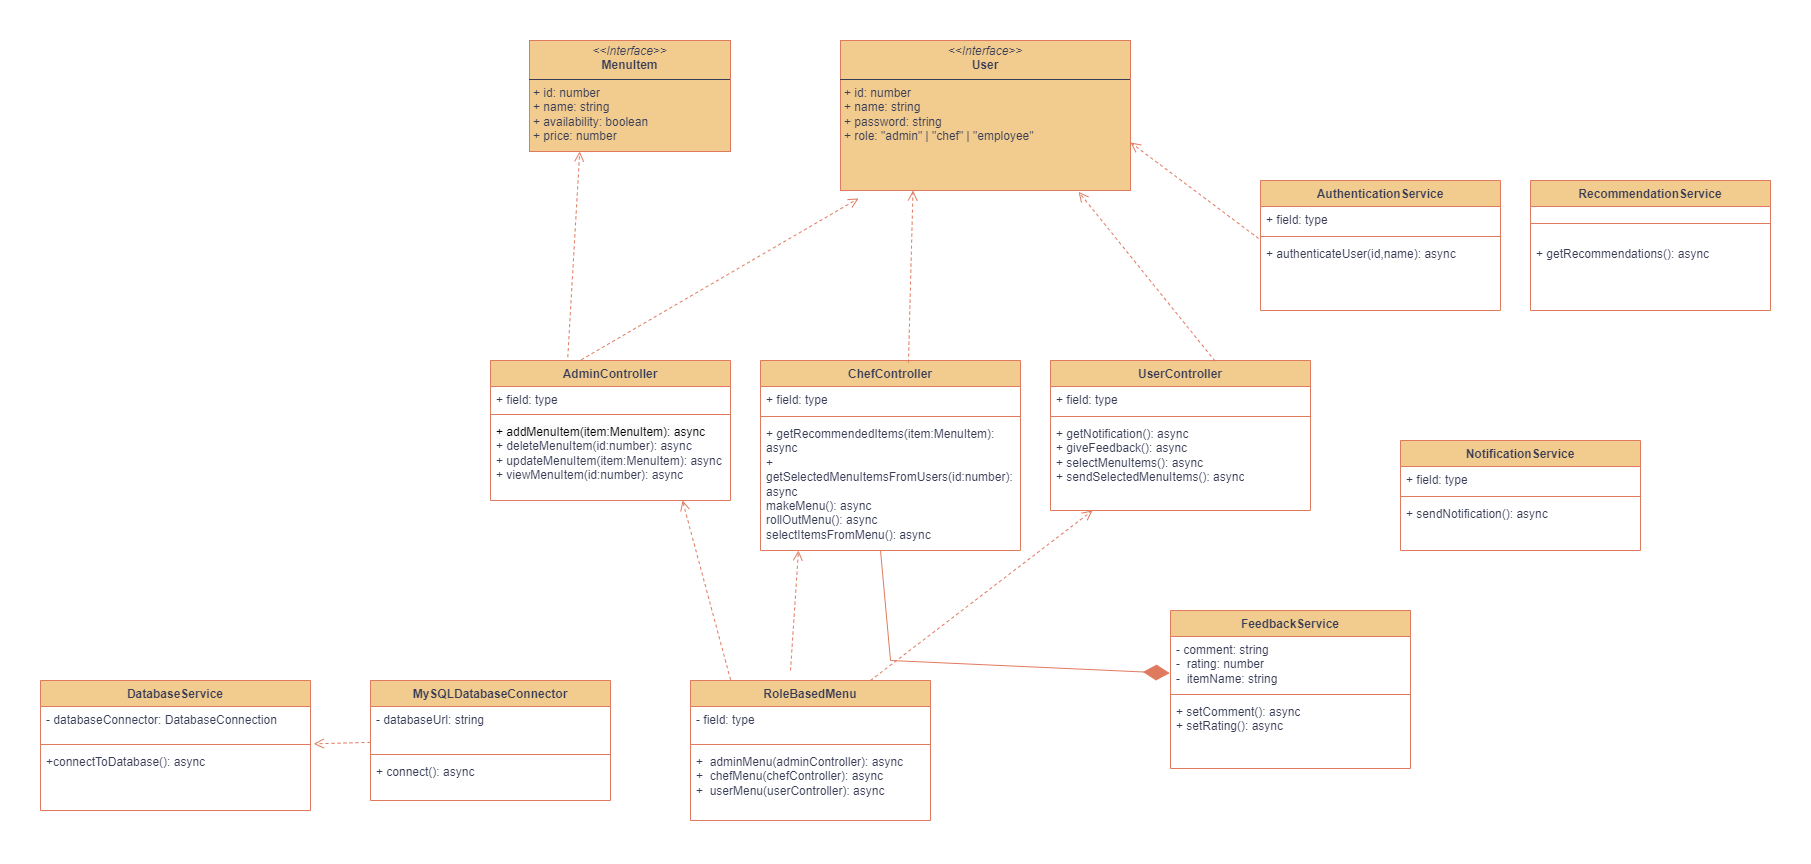 <<Interface>>
MenuItem
+ id: number
+ name: string
+ availability: boolean
+ price: number
<<Interface>>
User
+ id: number
+ name: string
+ password: string
+ role: "admin" | "chef" | "employee"
AuthenticationService
+ field: type
+ authenticateUser(id,name): async
RecommendationService
+ getRecommendations(): async
AdminController
+ field: type
+ addMenuItem(item:MenuItem): async
+ deleteMenuItem(id:number): async
+ updateMenuItem(item:MenuItem): async
+ viewMenuItem(id:number): async
ChefController
+ field: type
+ getRecommendedItems(item:MenuItem):
async
+
getSelectedMenuItemsFromUsers(id:number):
async
makeMenu(): async
rollOutMenu(): async
selectItemsFromMenu(): async
UserController
+ field: type
+ getNotification(): async
+ giveFeedback(): async
+ selectMenuItems(): async
+ sendSelectedMenuItems(): async
NotificationService
+ field: type
+ sendNotification(): async
FeedbackService
- comment: string
- rating: number
- itemName: string
+ setComment(): async
+ setRating(): async
DatabaseService
- databaseConnector: DatabaseConnection
+connectToDatabase(): async
MySQLDatabaseConnector
- databaseUrl: string
+ connect(): async
RoleBasedMenu
- field: type
+ adminMenu(adminController): async
+ chefMenu(chefController): async
+ userMenu(userController): async